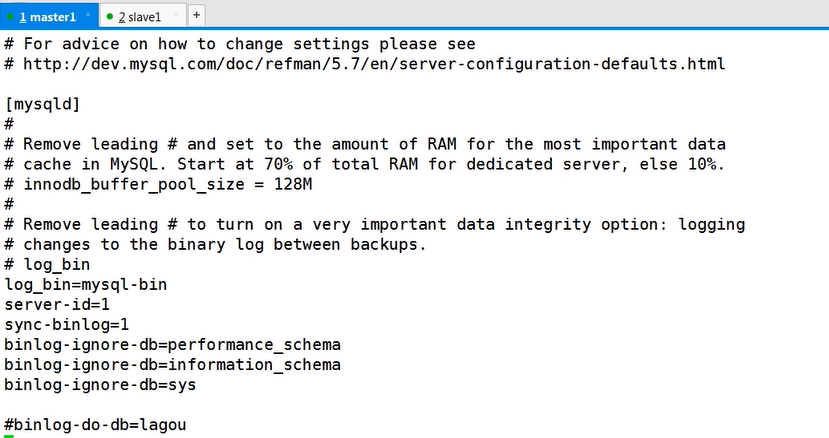 1 master1 2 slave1 +
# For advice on how to change settings please see
# http://dev.mysql.com/doc/refman/5.7/en/server-configuration-defaults.html
[mysqld]
#
# Remove leading # and set to the amount of RAM for the most important data
# cache in MySQL. Start at 70% of total RAM for dedicated server, else 10%.
# innodb_buffer_pool_size = 128M
#
# Remove leading # to turn on a very important data integrity option: logging
# changes to the binary log between backups.
# log_bin
log_bin=mysql-bin
server-id=1
sync-binlog=1
binlog-ignore-db=performance_schema
binlog-ignore-db=information_schema
binlog-ignore-db=sys
#binlog-do-db=lagou